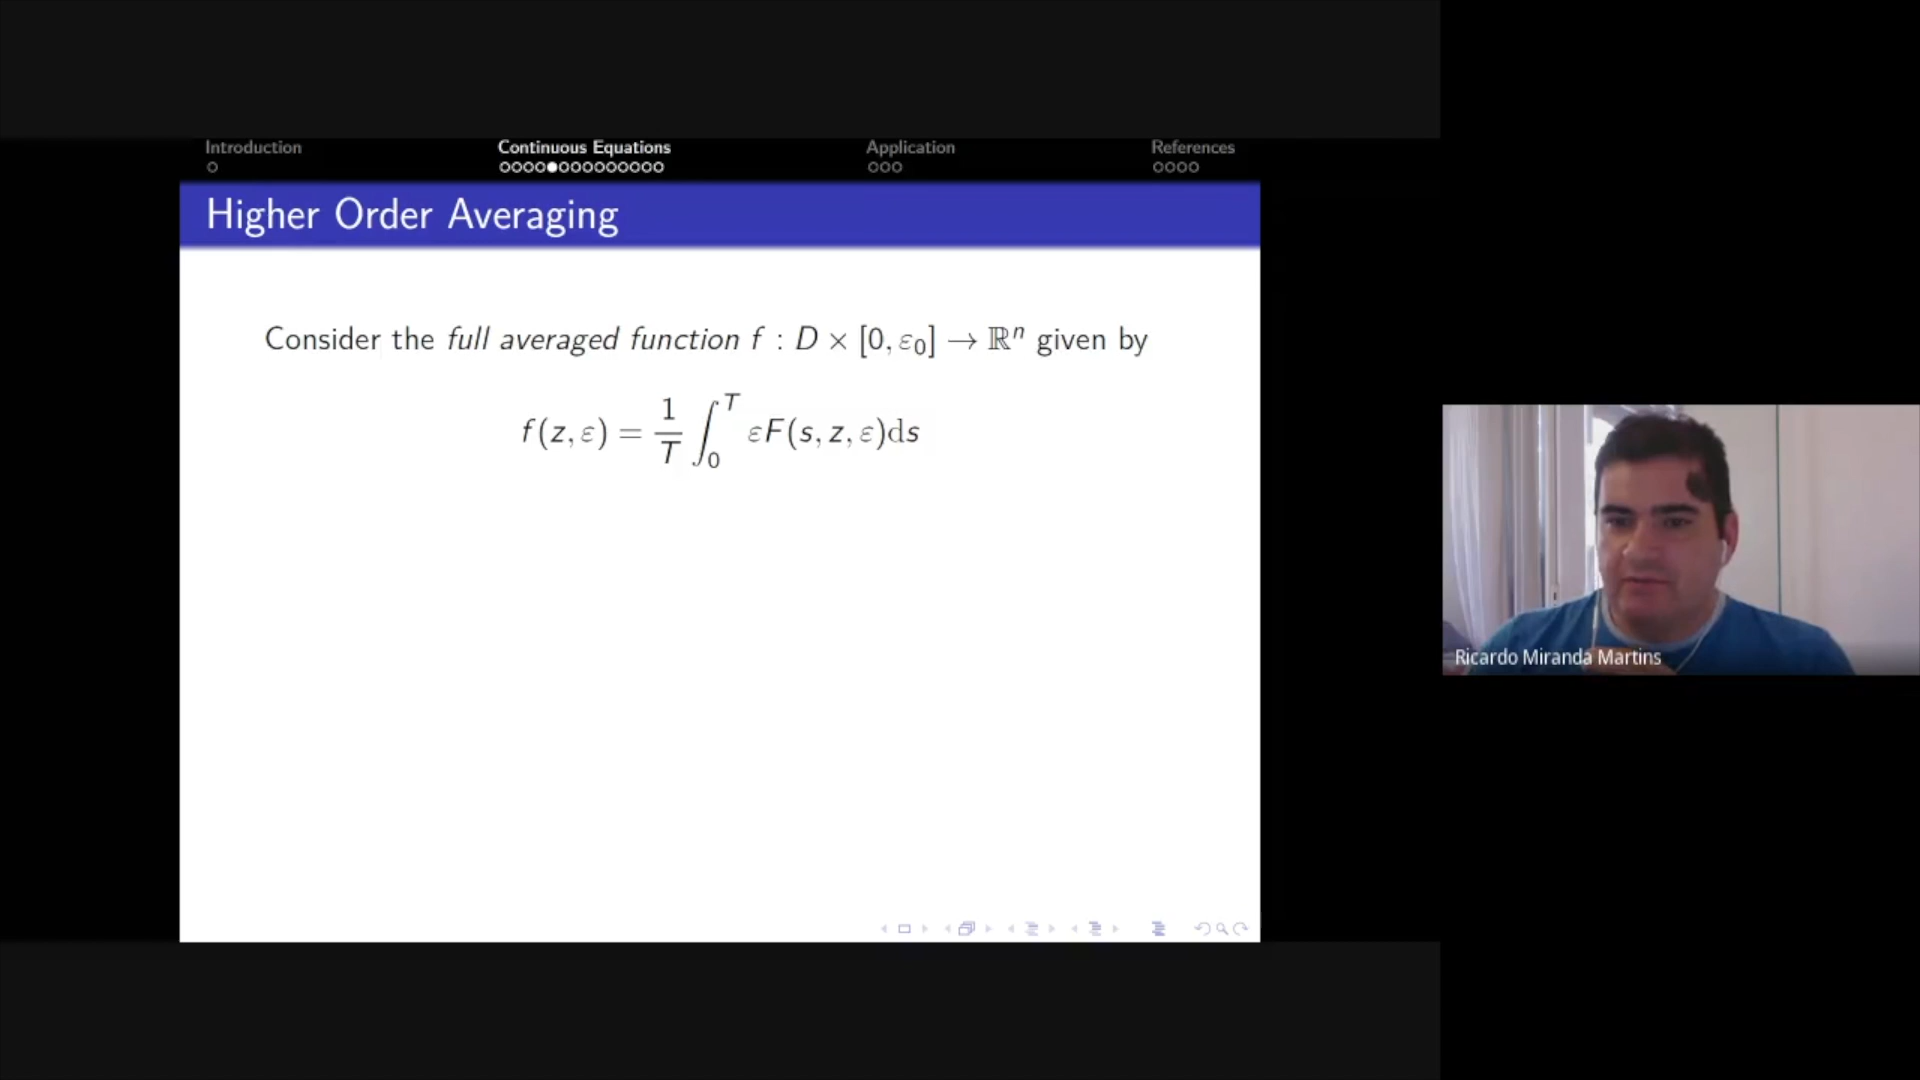 Introduction
Continuous Equations
Application
References
Higher Order Averaging
Consider the full averaged function f : D × [0, ε₀] → ℝⁿ given by
f(z, ε) = 1/T ∫₀ᵀ εF(s, z, ε)ds
Ricardo Miranda Martins